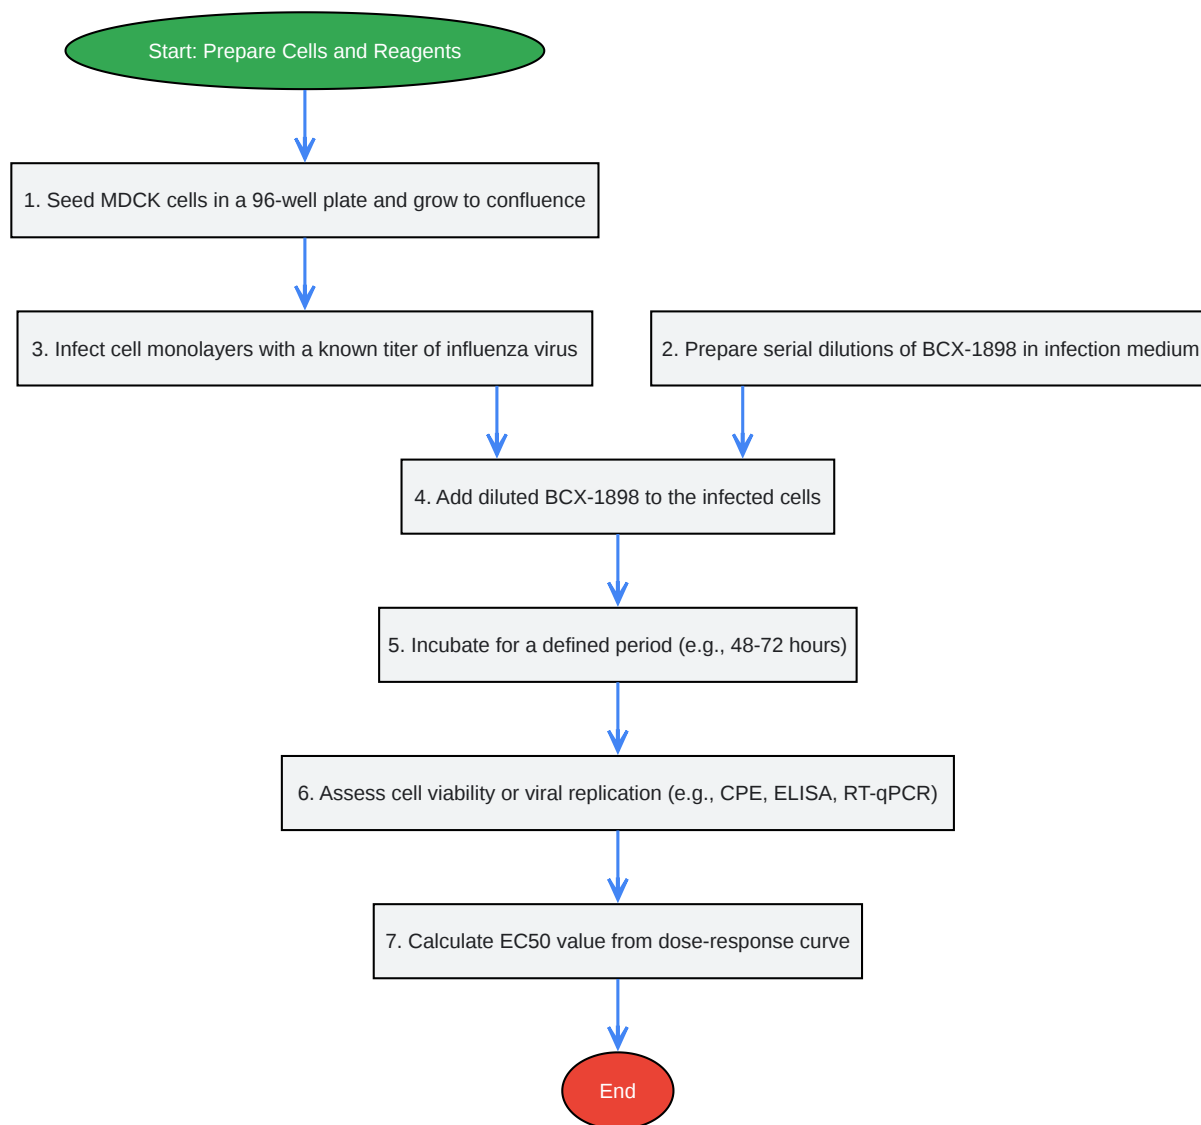 Start: Prepare Cells and Reagents
1. Seed MDCK cells in a 96-well plate and grow to confluence
3. Infect cell monolayers with a known titer of influenza virus
2. Prepare serial dilutions of BCX-1898 in infection medium
4. Add diluted BCX-1898 to the infected cells
5. Incubate for a defined period (e.g., 48-72 hours)
6. Assess cell viability or viral replication (e.g., CPE, ELISA, RT-qPCR)
7. Calculate EC50 value from dose-response curve
End